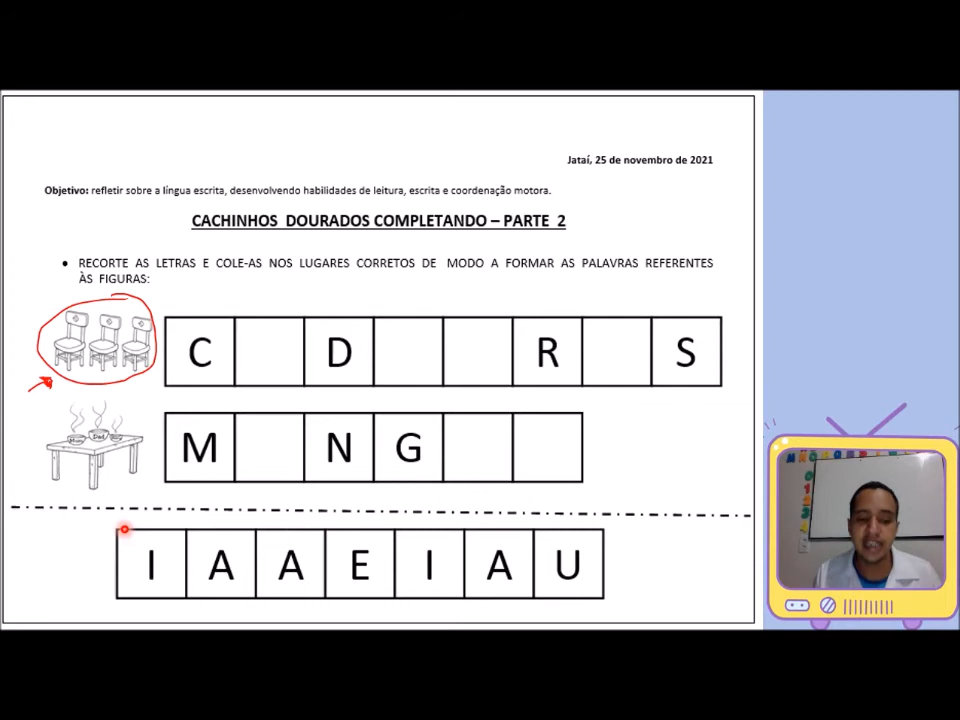 Jataí, 25 de novembro de 2021
Objetivo: refletir sobre a língua escrita, desenvolvendo habilidades de leitura, escrita e coordenação motora.
CACHINHOS DOURADOS COMPLETANDO – PARTE 2
• RECORTE AS LETRAS E COLE-AS NOS LUGARES CORRETOS DE MODO A FORMAR AS PALAVRAS REFERENTES
ÀS FIGURAS:
C D R S
Dad
M N G
I A A E I A U